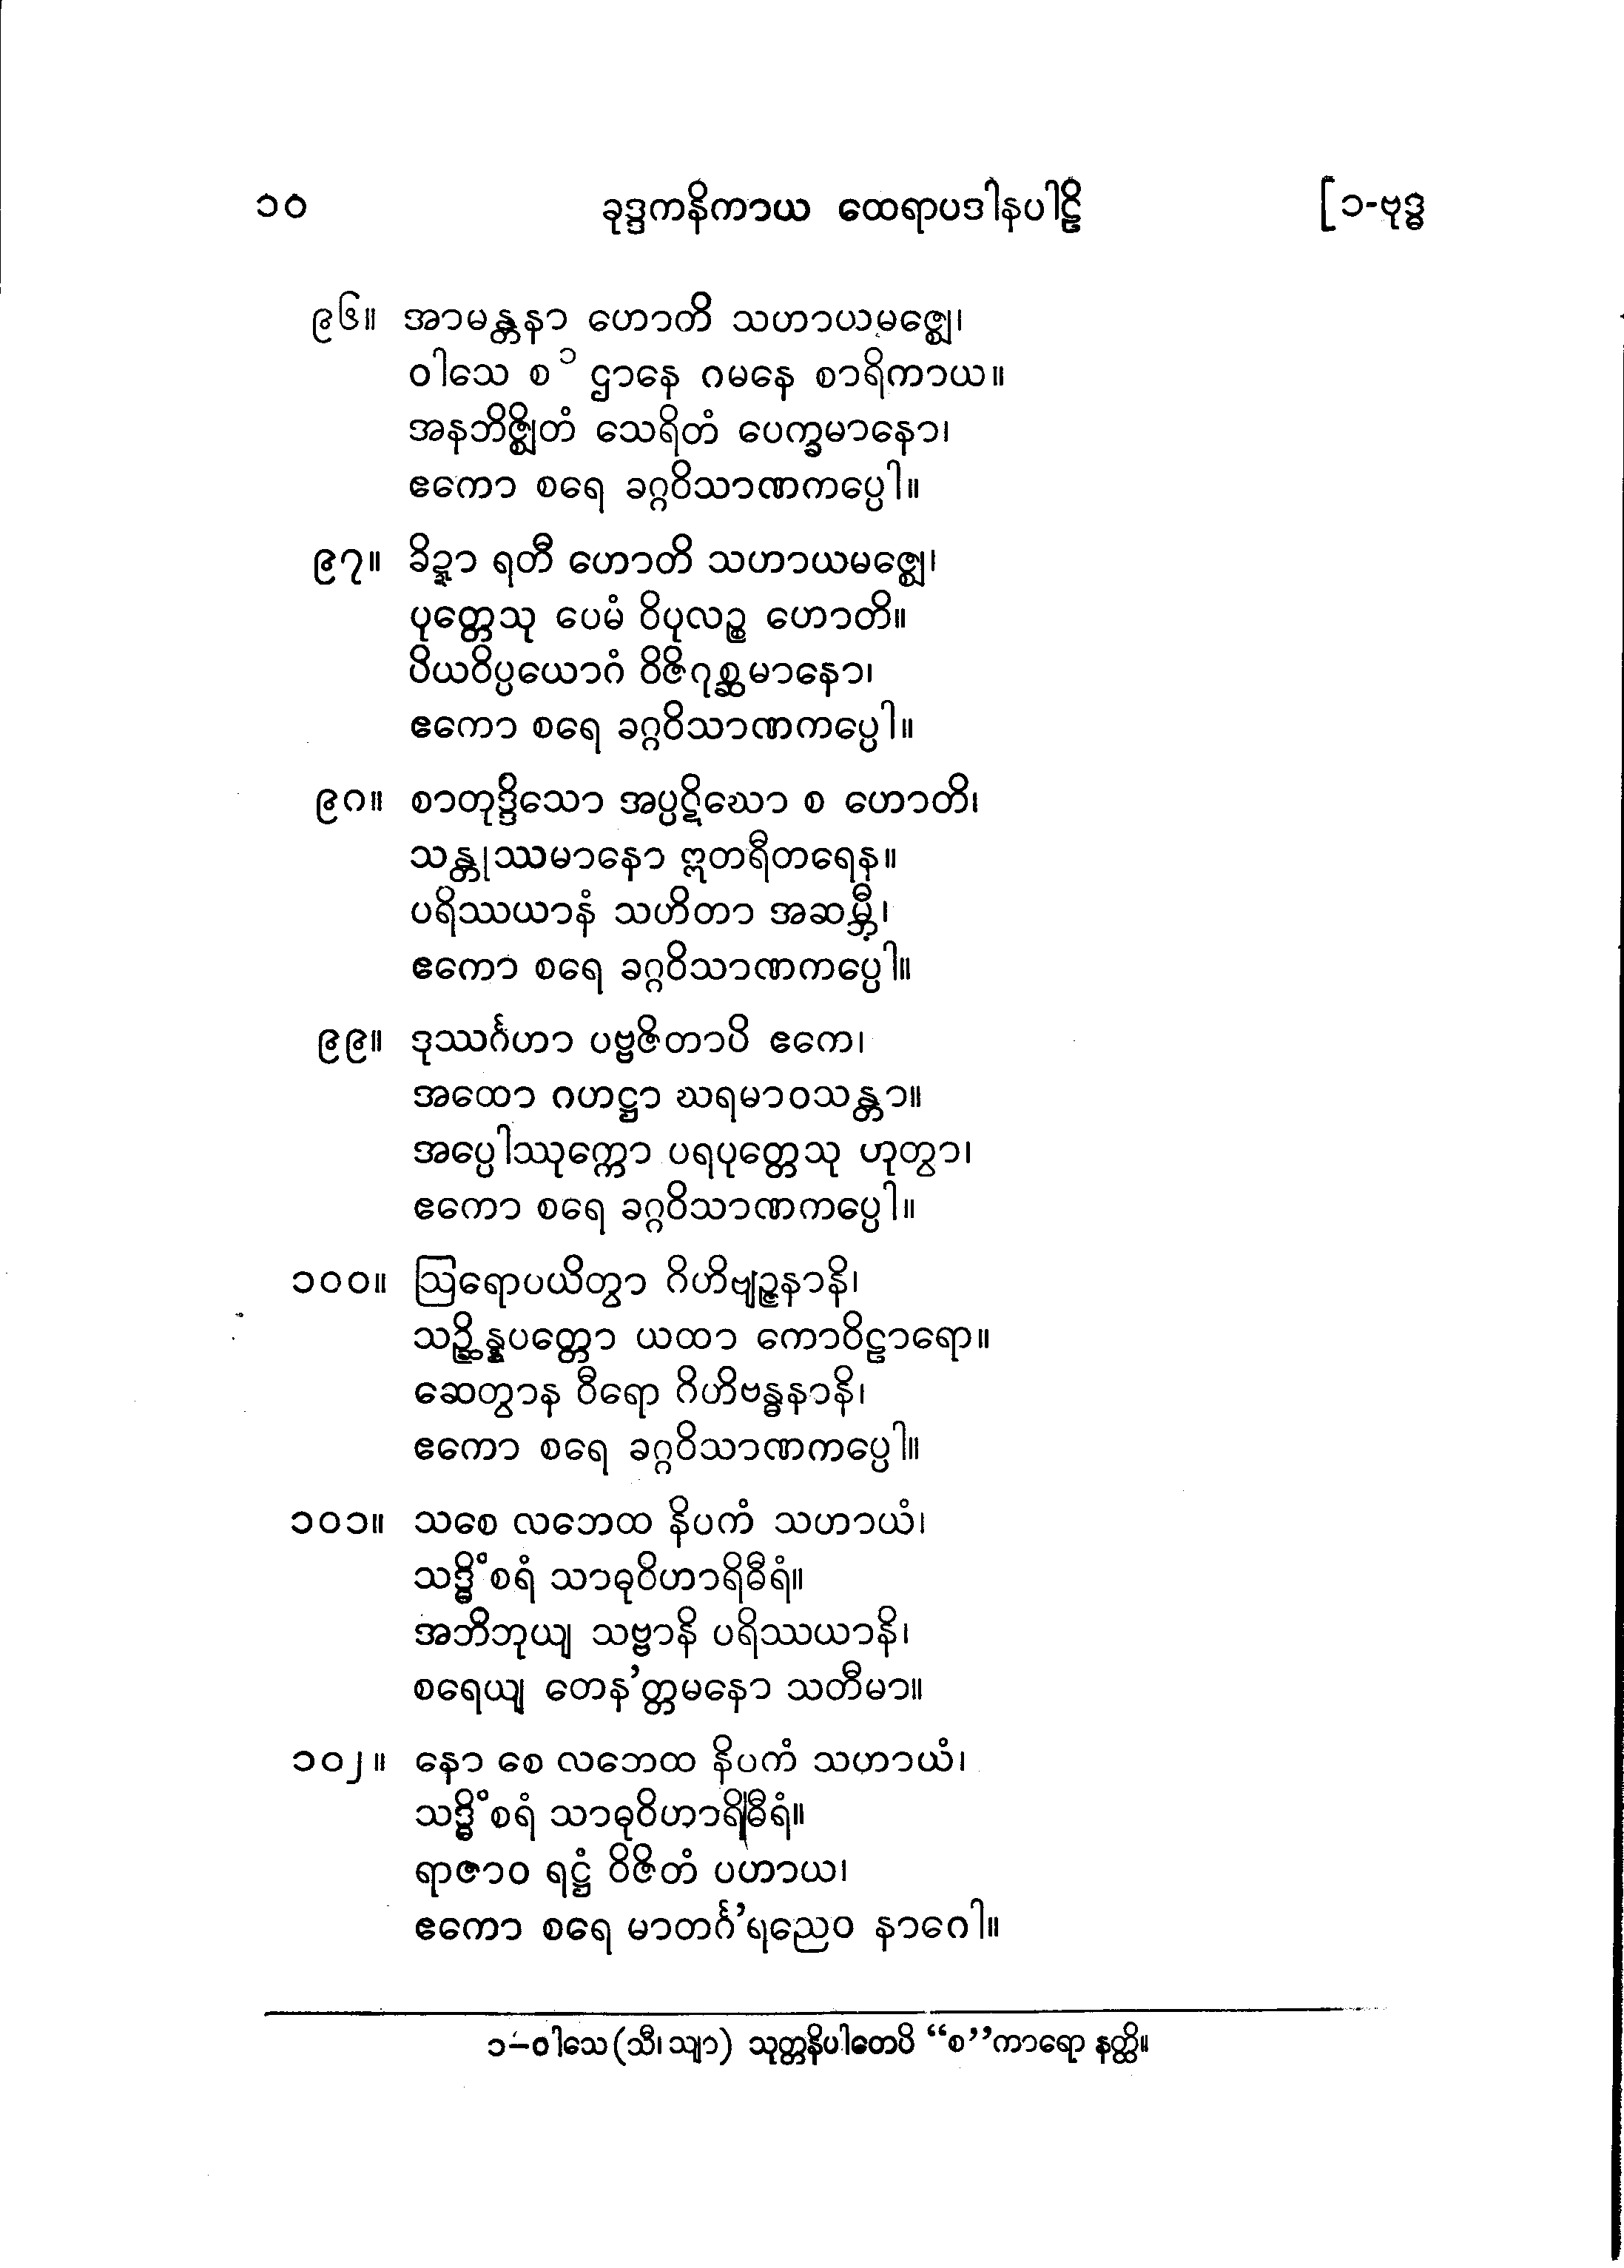 ၁၀ ခုဒ္ဒကနိကာယ ထေရာပဒါနပါဠိ [၁-ဗုဒ္ဓ
၉၆။ အာမန္တနာ ဟောတိ သဟာယမဇ္ဈေ၊
ဝါသေ စ ၁ ဌာနေ ဂမနေ စာရိကာယ။
အနဘိဇ္ဈိတံ သေရိတံ ပေက္ခမာနော၊
ဧကော စရေ ခဂ္ဂဝိသာဏကပ္ပေါ။
၉၇။ ခိဍ္ဍာ ရတီ ဟောတိ သဟာယမဇ္ဈေ၊
ပုတ္တေသု ပေမံ ဝိပုလဉ္စ ဟောတိ။
ပိယဝိပ္ပယောဂံ ဝိဇိဂုစ္ဆမာနော၊
ဧကော စရေ ခဂ္ဂဝိသာဏကပ္ပေါ။
၉၈။ စာတုဒ္ဒိသော အပ္ပဋိဃော စ ဟောတိ၊
သန္တုဿမာနော ဣတရီတရေန။
ပရိဿယာနံ သဟိတာ အဆမ္ဘီ၊
ဧကော စရေ ခဂ္ဂဝိသာဏကပ္ပေါ။
၉၉။ ဒုဿင်္ဂဟာ ပဗ္ဗဇိတာပိ ဧကေ၊
အထော ဂဟဋ္ဌာ ဃရမာဝသန္တာ။
အပ္ပေါဿုက္ကော ပရပုတ္တေသု ဟုတွာ၊
ဧကော စရေ ခဂ္ဂဝိသာဏကပ္ပေါ။
၁၀၀။ ဩရောပယိတွာ ဂိဟိဗျဉ္ဇနာနိ၊
သဉ္ဆိန္နပတ္တော ယထာ ကောဝိဠာရော။
ဆေတွာန ဝီရော ဂိဟိဗန္ဓနာနိ၊
ဧကော စရေ ခဂ္ဂဝိသာဏကပ္ပေါ။
၁၀၁။ သစေ လဘေထ နိပကံ သဟာယံ၊
သဒ္ဓိံ စရံ သာဓုဝိဟာရိဓီရံ။
အဘိဘုယျ သဗ္ဗာနိ ပရိဿယာနိ၊
စရေယျ တေန’တ္တမနော သတီမာ။
၁၀၂။ နော စေ လဘေထ နိပကံ သဟာယံ၊
သဒ္ဓိံ စရံ သာဓုဝိဟာရိဓီရံ။
ရာဇာဝ ရဋ္ဌံ ဝိဇိတံ ပဟာယ၊
ဧကော စရေ မာတင်္ဂ’ရညေဝ နာဂေါ။
၁-ဝါသေ (သီ၊ သျာ) သုတ္တနိပါတေပိ “စ”ကာရော နတ္ထိ။